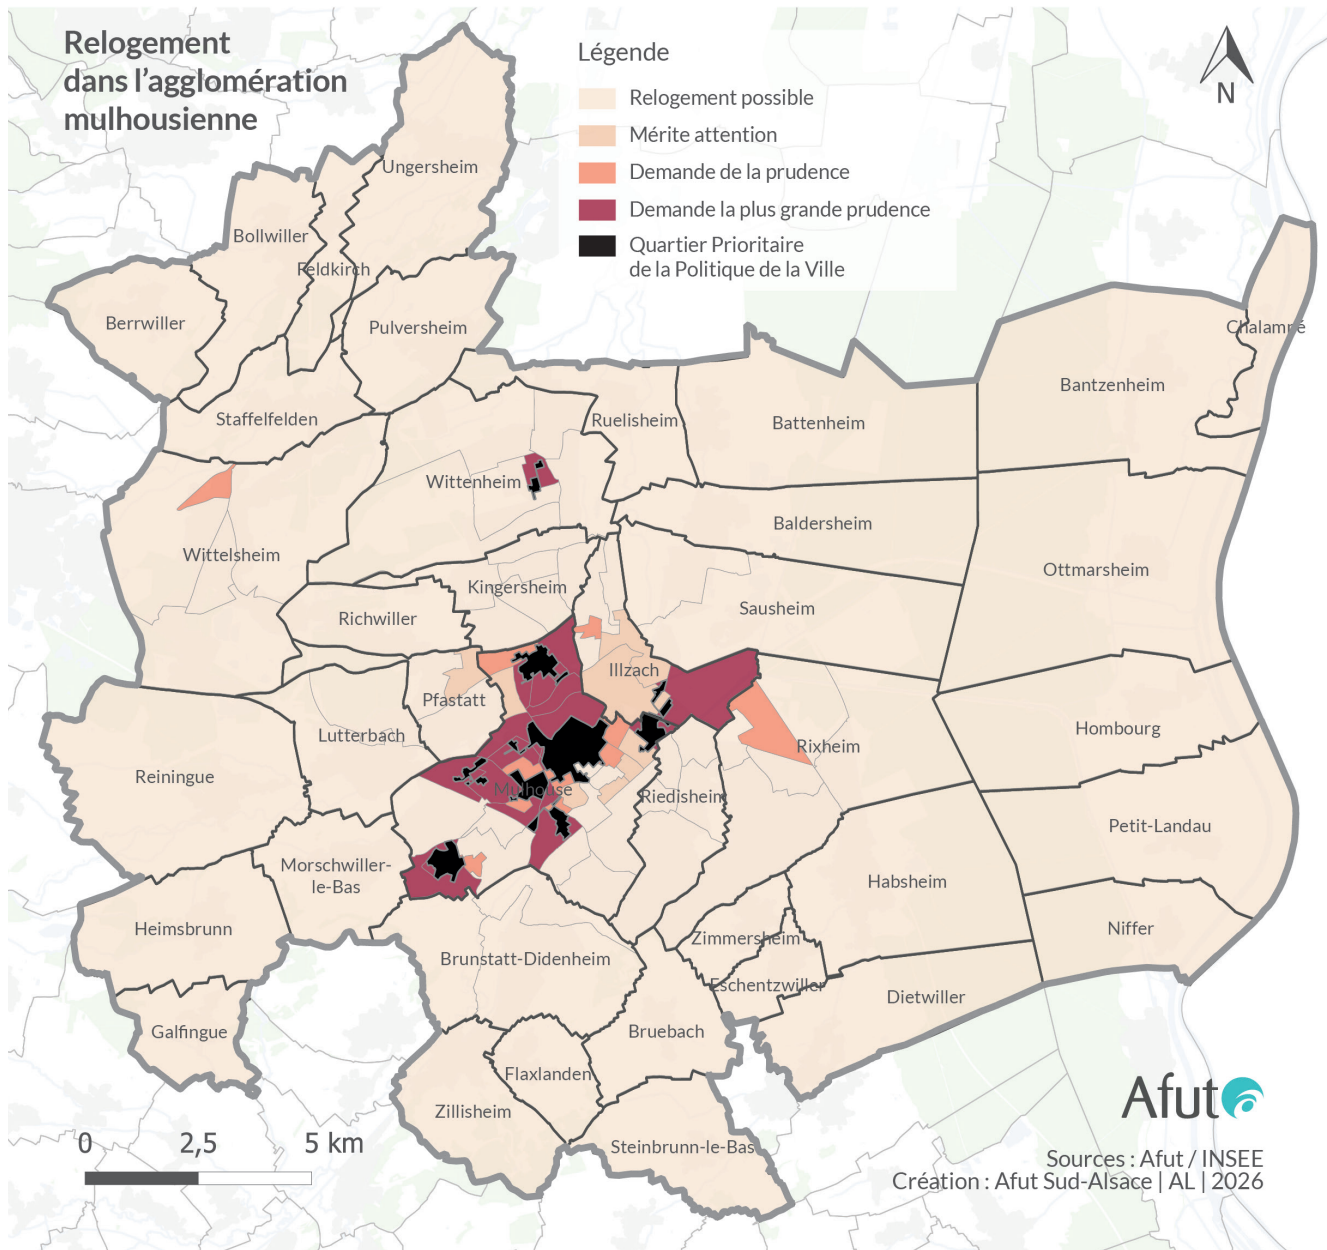 Relogement
dans l'agglomération
mulhousienne
Légende
Relogement possible
Mérite attention
Demande de la prudence
Demande la plus grande prudence
Quartier Prioritaire
de la Politique de la Ville
N
Ungersheim
Bollwiller
Feldkirch
Berrwiller
Pulversheim
Chalampé
Bantzenheim
Staffelfelden
Ruelisheim
Battenheim
Wittenheim
Baldersheim
Wittelsheim
Ottmarsheim
Kingersheim
Richwiller
Sausheim
Illzach
Pfastatt
Lutterbach
Hombourg
Rixheim
Reiningue
Mulhouse
Riedisheim
Petit-Landau
Morschwiller-
le-Bas
Habsheim
Heimsbrunn
Niffer
Zimmersheim
Brunstatt-Didenheim
Eschentzwiller
Dietwiller
Galfingue
Bruebach
Flaxlanden
Zillisheim
Steinbrunn-le-Bas
0 2,5 5 km
Afut
Sources : Afut / INSEE
Création : Afut Sud-Alsace | AL | 2026